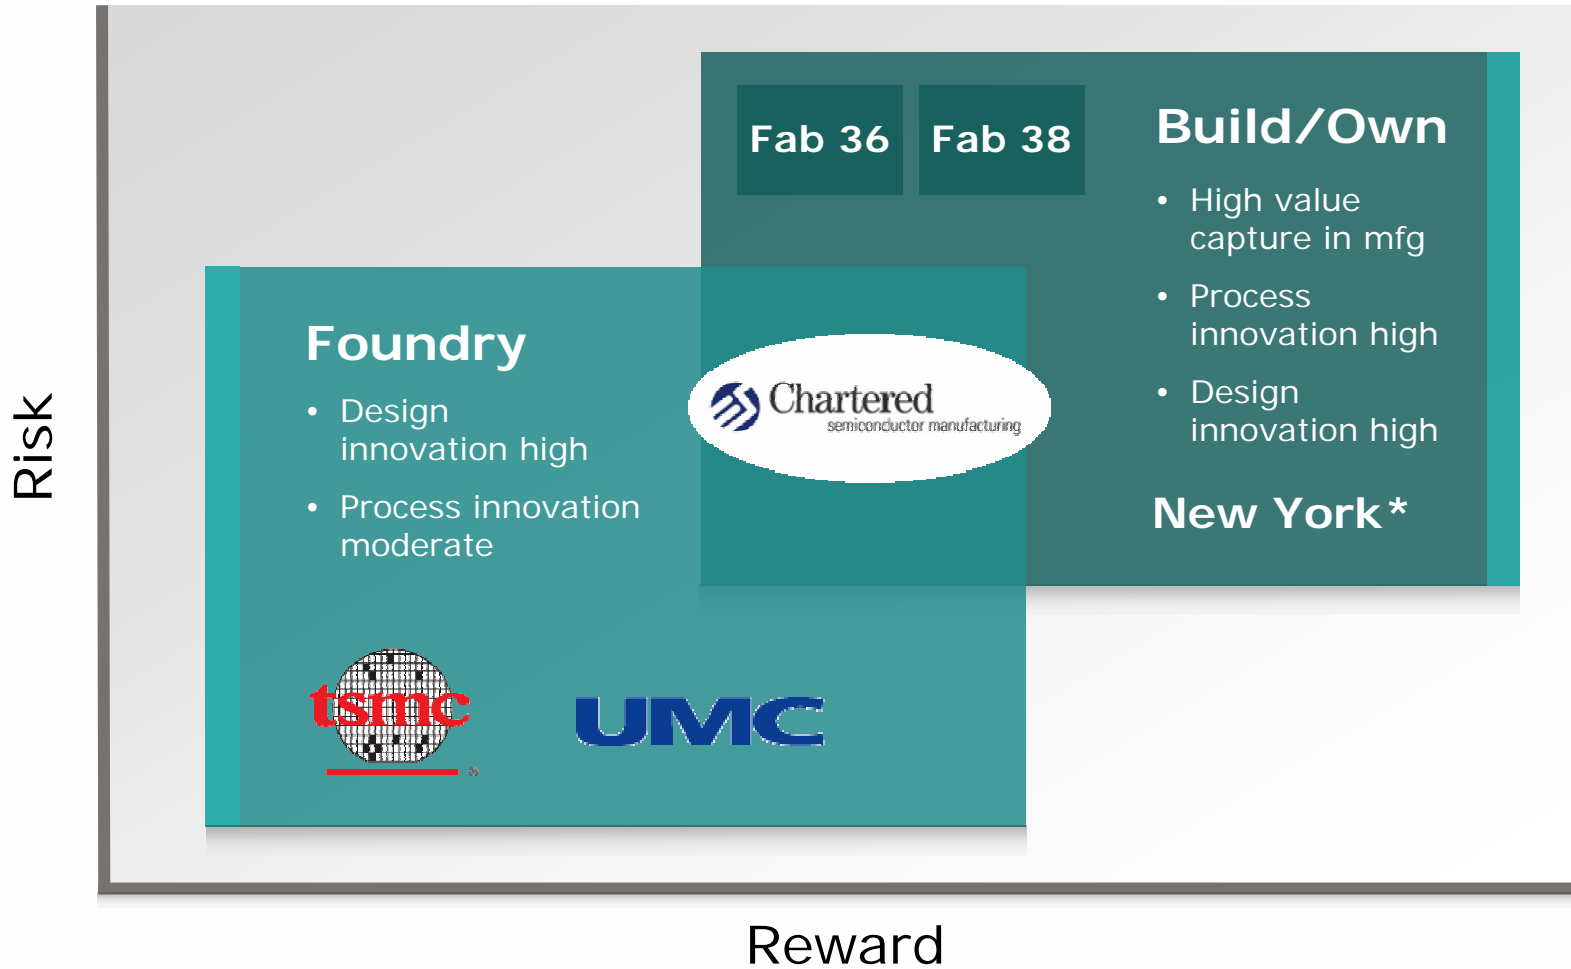 Risk
Fab 36
Fab 38
Build/Own
• High value
capture in mfg
• Process
innovation high
• Design
innovation high
New York*
Foundry
• Design
innovation high
• Process innovation
moderate
Chartered
semiconductor manufacturing
tsmc
®
UMC
Reward